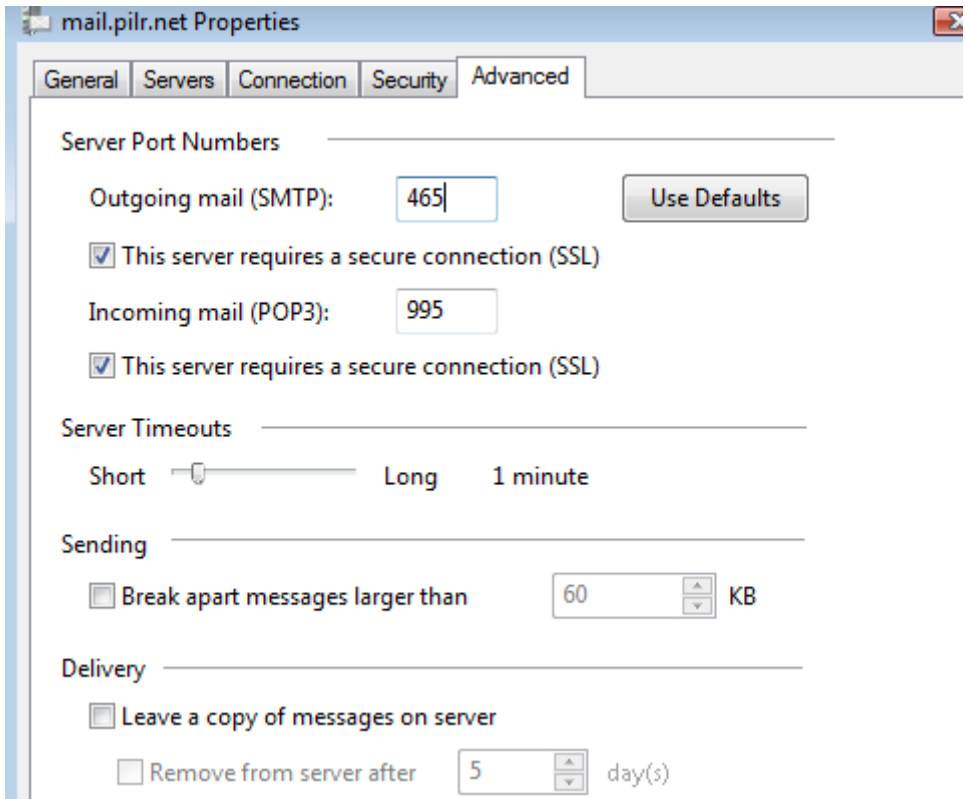 mail.pilr.net Properties
General Servers Connection Security Advanced
Server Port Numbers
Outgoing mail (SMTP): 465 Use Defaults
This server requires a secure connection (SSL)
Incoming mail (POP3): 995
This server requires a secure connection (SSL)
Server Timeouts
Short Long 1 minute
Sending
Break apart messages larger than 60 KB
Delivery
Leave a copy of messages on server
Remove from server after 5 day(s)